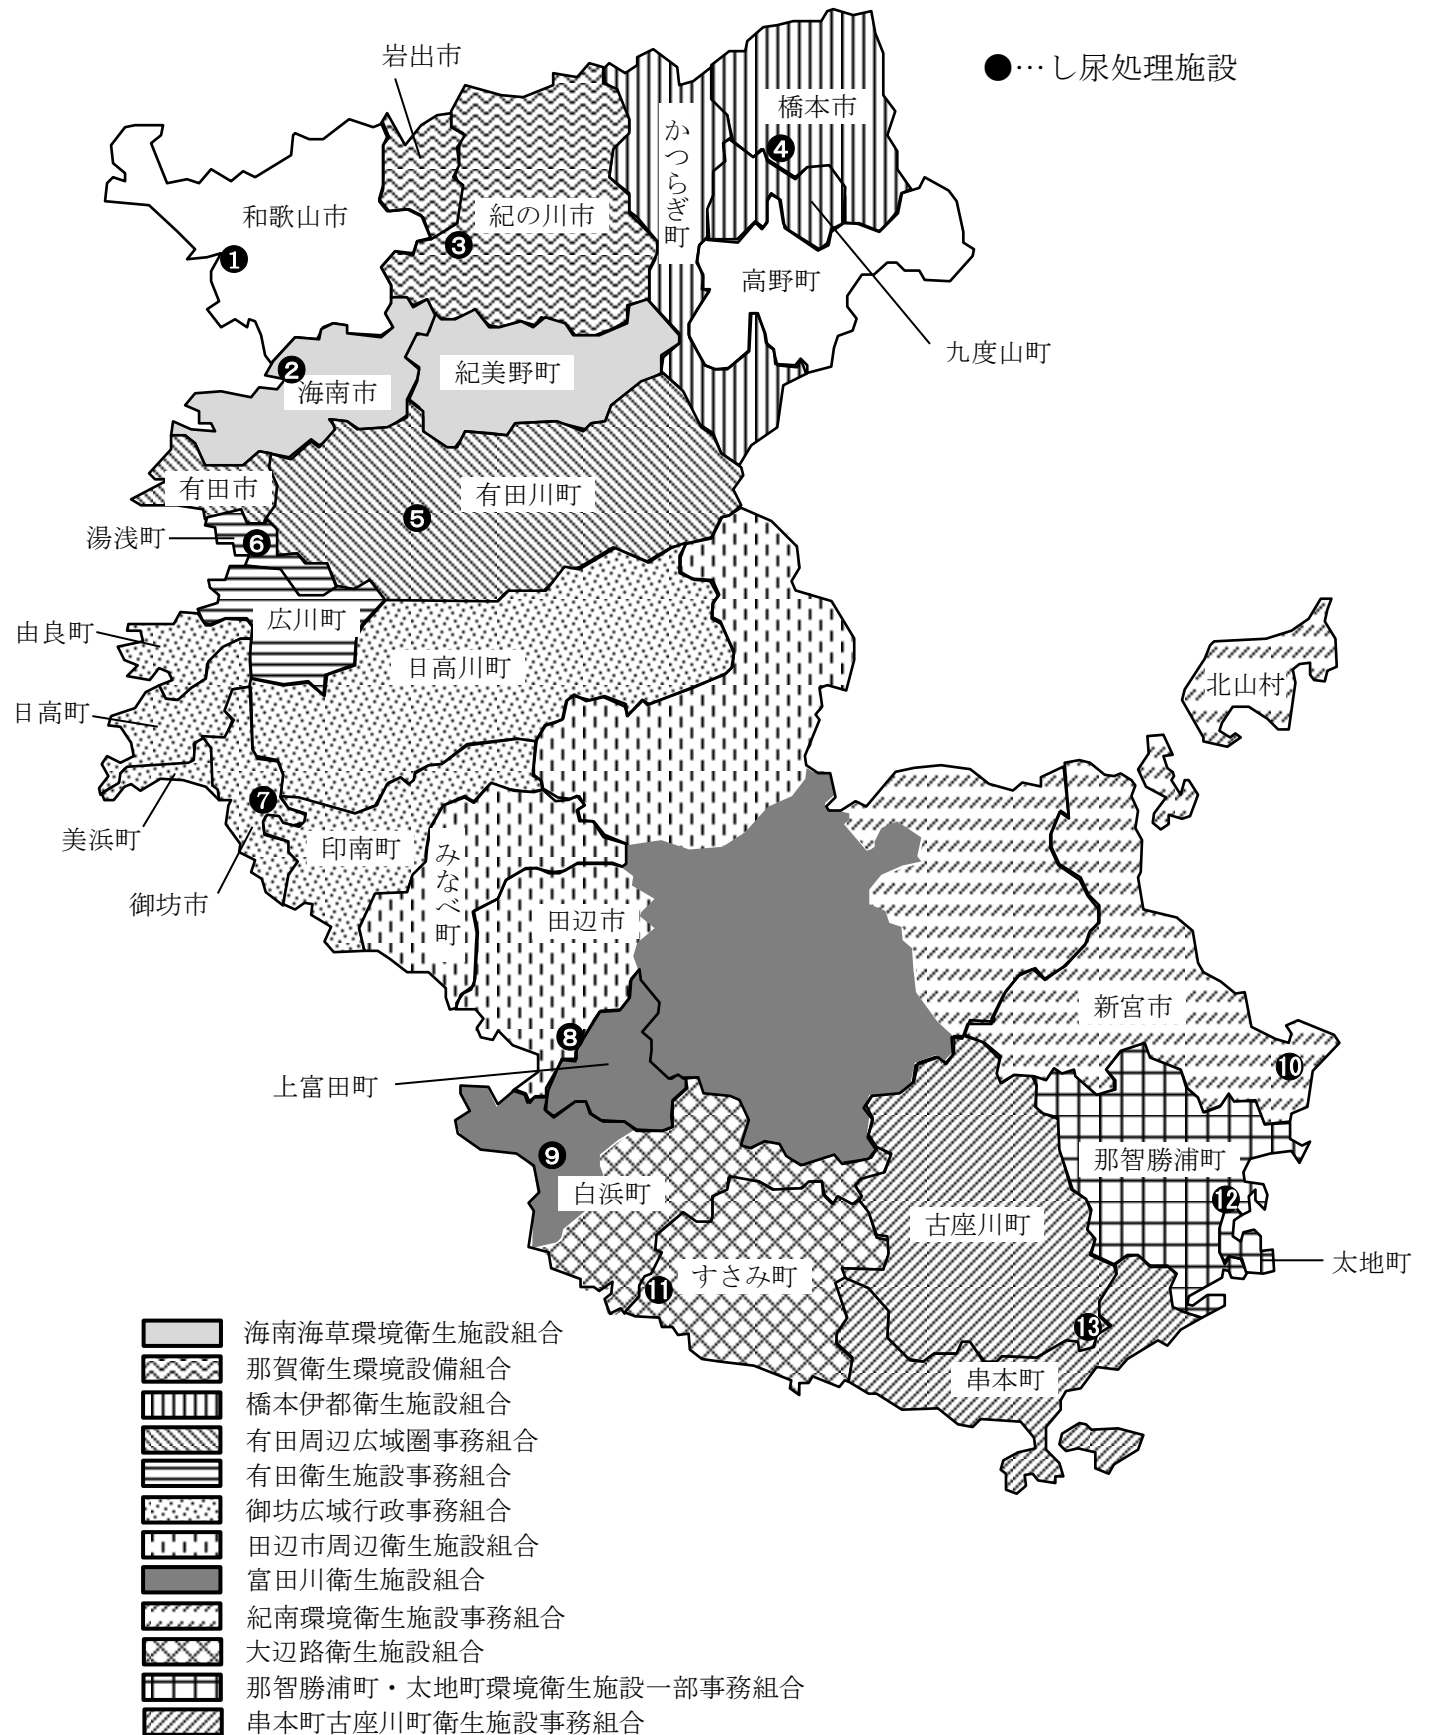 岩出市
●…し尿処理施設
橋本市
かつらぎ町
❹
和歌山市
紀の川市
❶
❸
高野町
九度山町
❷
海南市
紀美野町
有田市
有田川町
❺
湯浅町
❻
広川町
由良町
日高川町
北山村
日高町
❼
美浜町
印南町
みなべ町
御坊市
田辺市
新宮市
❽
上富田町
❿
❾
那智勝浦町
白浜町
⓬
古座川町
太地町
すさみ町
⓫
⓭
串本町
海南海草環境衛生施設組合
那賀衛生環境設備組合
橋本伊都衛生施設組合
有田周辺広域圏事務組合
有田衛生施設事務組合
御坊広域行政事務組合
田辺市周辺衛生施設組合
富田川衛生施設組合
紀南環境衛生施設事務組合
大辺路衛生施設組合
那智勝浦町・太地町環境衛生施設一部事務組合
串本町古座川町衛生施設事務組合